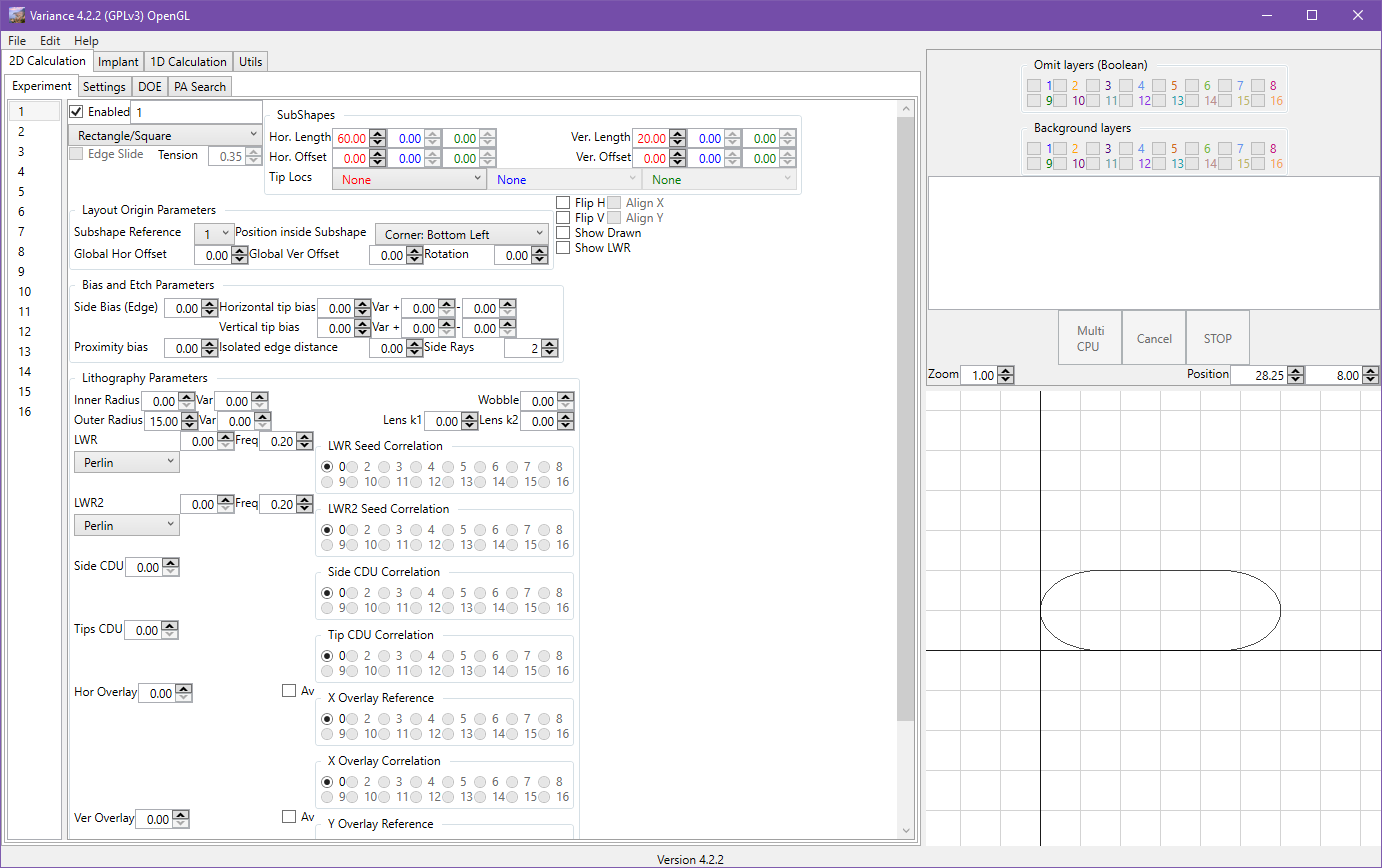 Variance 4.2.2 (GPLv3) OpenGL
File Edit Help
2D Calculation Implant 1D Calculation Utils
Experiment Settings DOE PA Search
1
2
3
4
5
6
7
8
9
10
11
12
13
14
15
16
Enabled 1
Rectangle/Square
Edge Slide Tension 0.35
SubShapes
Hor. Length 60.00 0.00 0.00 Ver. Length 20.00 0.00 0.00
Hor. Offset 0.00 0.00 0.00 Ver. Offset 0.00 0.00 0.00
Tip Locs None None None
Layout Origin Parameters
Subshape Reference 1 Position inside Subshape Corner: Bottom Left
Global Hor Offset 0.00 Global Ver Offset 0.00 Rotation 0.00
Flip H Align X
Flip V Align Y
Show Drawn
Show LWR
Bias and Etch Parameters
Side Bias (Edge) 0.00 Horizontal tip bias 0.00 Var + 0.00 - 0.00
Vertical tip bias 0.00 Var + 0.00 - 0.00
Proximity bias 0.00 Isolated edge distance 0.00 Side Rays 2
Lithography Parameters
Inner Radius 0.00 Var 0.00 Wobble 0.00
Outer Radius 15.00 Var 0.00 Lens k1 0.00 Lens k2 0.00
LWR 0.00 Freq 0.20
Perlin
LWR Seed Correlation
0 2 3 4 5 6 7 8
9 10 11 12 13 14 15 16
LWR2 0.00 Freq 0.20
Perlin
LWR2 Seed Correlation
0 2 3 4 5 6 7 8
9 10 11 12 13 14 15 16
Side CDU 0.00
Side CDU Correlation
0 2 3 4 5 6 7 8
9 10 11 12 13 14 15 16
Tips CDU 0.00
Tip CDU Correlation
0 2 3 4 5 6 7 8
9 10 11 12 13 14 15 16
Hor Overlay 0.00 Av
X Overlay Reference
0 2 3 4 5 6 7 8
9 10 11 12 13 14 15 16
X Overlay Correlation
0 2 3 4 5 6 7 8
9 10 11 12 13 14 15 16
Ver Overlay 0.00 Av
Y Overlay Reference
Omit layers (Boolean)
1 2 3 4 5 6 7 8
9 10 11 12 13 14 15 16
Background layers
1 2 3 4 5 6 7 8
9 10 11 12 13 14 15 16
Multi
CPU
Cancel
STOP
Zoom 1.00 Position 28.25 8.00
Version 4.2.2